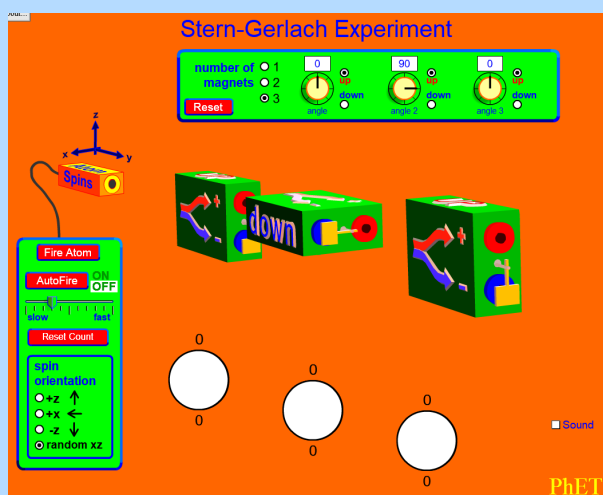 Stern-Gerlach Experiment
number of
magnets
1
2
3
Reset
0
up
down
angle
90
up
down
angle 2
0
up
down
angle 3
z
x
y
Spins
+
-
down
+
-
Fire Atom
AutoFire
ON
OFF
slow
fast
Reset Count
spin
orientation
+z
+x
-z
random xz
0
0
0
0
0
0
Sound
PhET